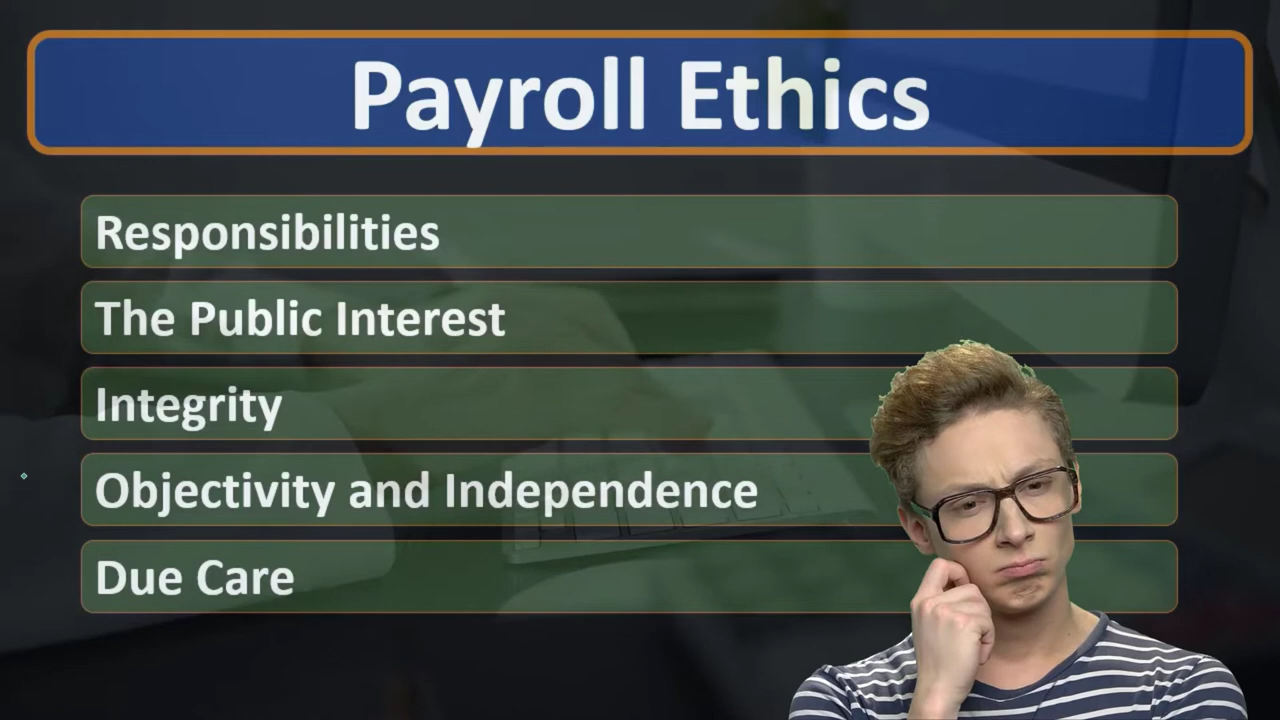 Payroll Ethics
Responsibilities
The Public Interest
Integrity
Objectivity and Independence
Due Care